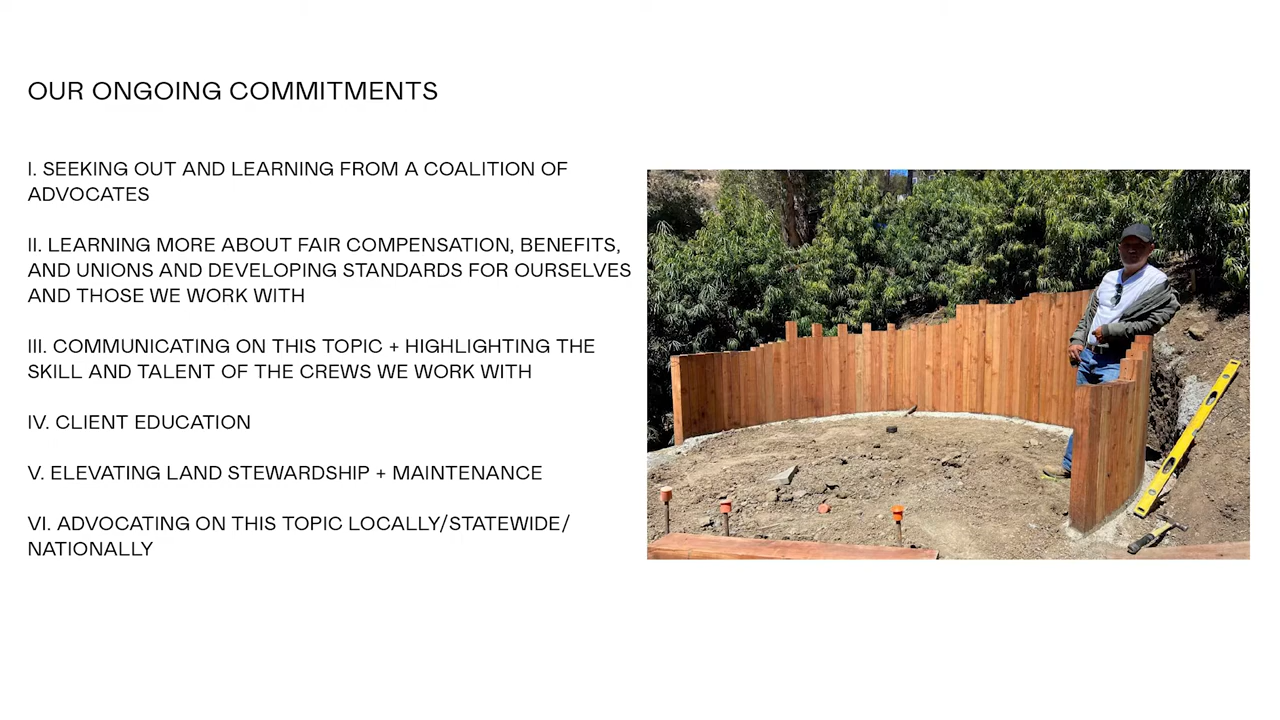 OUR ONGOING COMMITMENTS
I. SEEKING OUT AND LEARNING FROM A COALITION OF
ADVOCATES
II. LEARNING MORE ABOUT FAIR COMPENSATION, BENEFITS,
AND UNIONS AND DEVELOPING STANDARDS FOR OURSELVES
AND THOSE WE WORK WITH
III. COMMUNICATING ON THIS TOPIC + HIGHLIGHTING THE
SKILL AND TALENT OF THE CREWS WE WORK WITH
IV. CLIENT EDUCATION
V. ELEVATING LAND STEWARDSHIP + MAINTENANCE
VI. ADVOCATING ON THIS TOPIC LOCALLY/STATEWIDE/
NATIONALLY